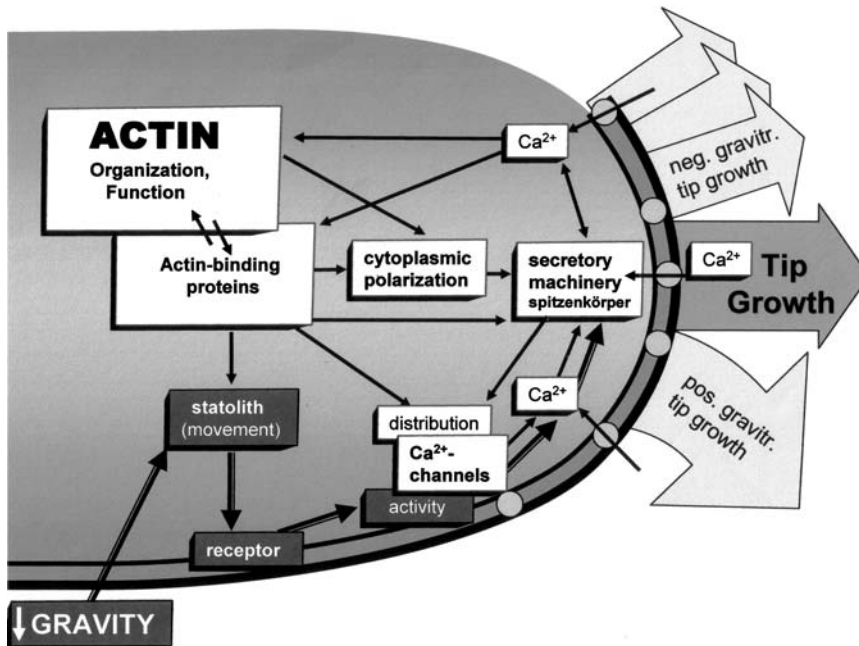 ACTIN
Organization,
Function
Actin-binding
proteins
cytoplasmic
polarization
secretory
machinery
spitzenkörper
Ca²⁺
Ca²⁺
Tip
Growth
neg. gravitr.
tip growth
pos. gravitr.
tip growth
statolith
(movement)
distribution
Ca²⁺-
channels
activity
Ca²⁺
receptor
GRAVITY